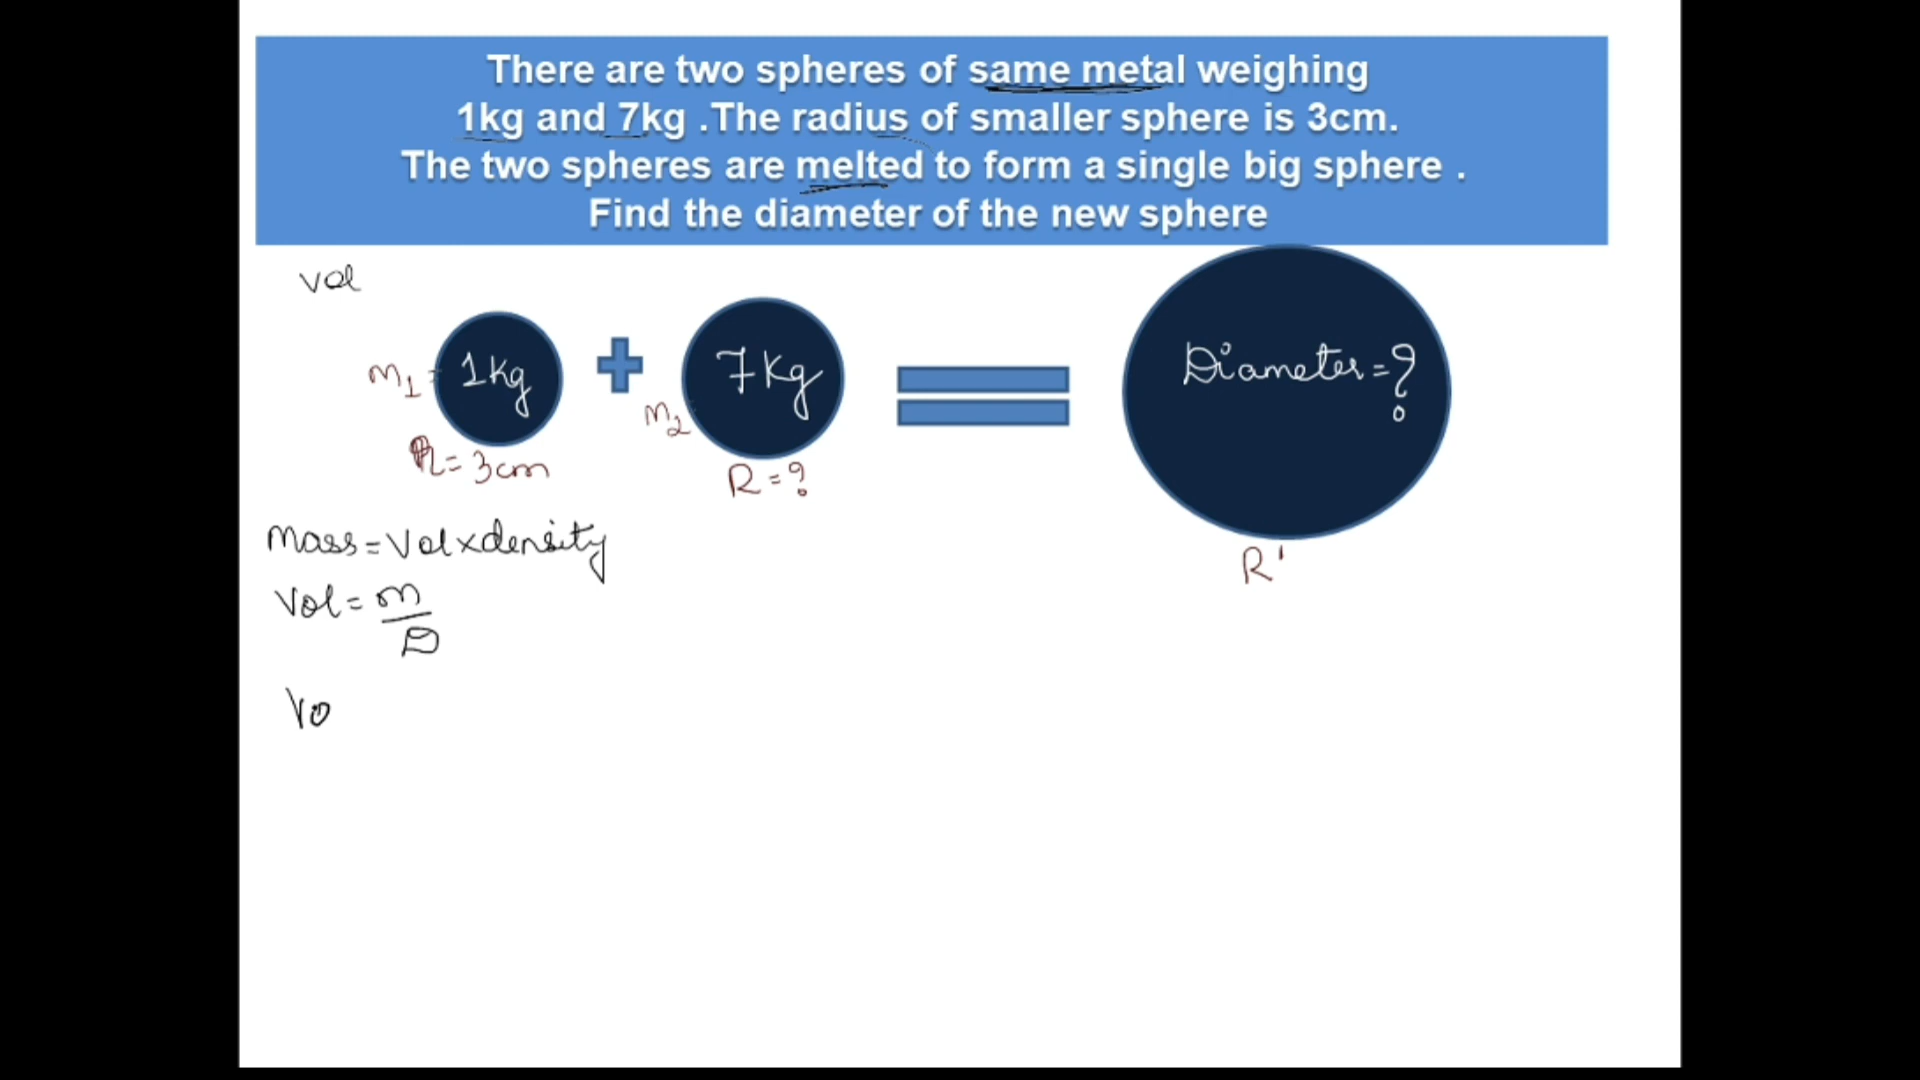 There are two spheres of same metal weighing
1kg and 7kg .The radius of smaller sphere is 3cm.
The two spheres are melted to form a single big sphere .
Find the diameter of the new sphere
Vol
m1 = 1kg
m2 7kg
Diameter = ?
r = 3cm
R = ?
R'
Mass = Vol x density
Vol = m
D
Vo